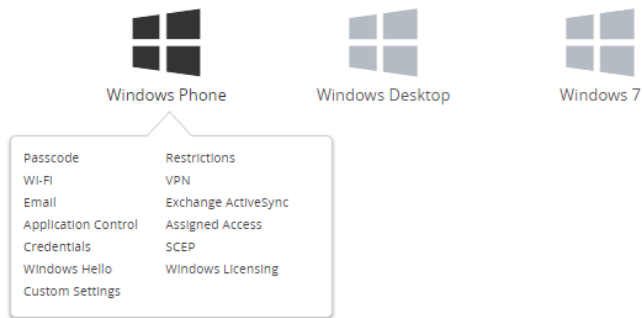 Windows Phone
Windows Desktop
Windows 7
Passcode
Restrictions
Wi-Fi
VPN
Email
Exchange ActiveSync
Application Control
Assigned Access
Credentials
SCEP
Windows Hello
Windows Licensing
Custom Settings